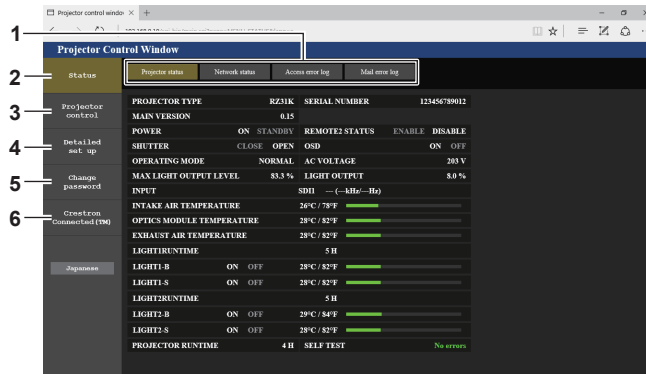 Projector control window
1
Projector Control Window
2
Status
Projector status
Network status
Access error log
Mail error log
3
Projector
control
4
Detailed
set up
5
Change
password
6
Crestron
Connected(TM)
Japanese
PROJECTOR TYPE RZ31K SERIAL NUMBER 123456789012
MAIN VERSION 0.15
POWER ON STANDBY REMOTE2 STATUS ENABLE DISABLE
SHUTTER CLOSE OPEN OSD ON OFF
OPERATING MODE NORMAL AC VOLTAGE 203 V
MAX LIGHT OUTPUT LEVEL 83.3 % LIGHT OUTPUT 8.0 %
INPUT SDI1 --- (---kHz/---Hz)
INTAKE AIR TEMPERATURE 26°C / 78°F
OPTICS MODULE TEMPERATURE 28°C / 82°F
EXHAUST AIR TEMPERATURE 28°C / 82°F
LIGHT1RUNTIME 5 H
LIGHT1-B ON OFF 28°C / 82°F
LIGHT1-S ON OFF 28°C / 82°F
LIGHT2RUNTIME 5 H
LIGHT2-B ON OFF 29°C / 84°F
LIGHT2-S ON OFF 28°C / 82°F
PROJECTOR RUNTIME 4 H SELF TEST No errors